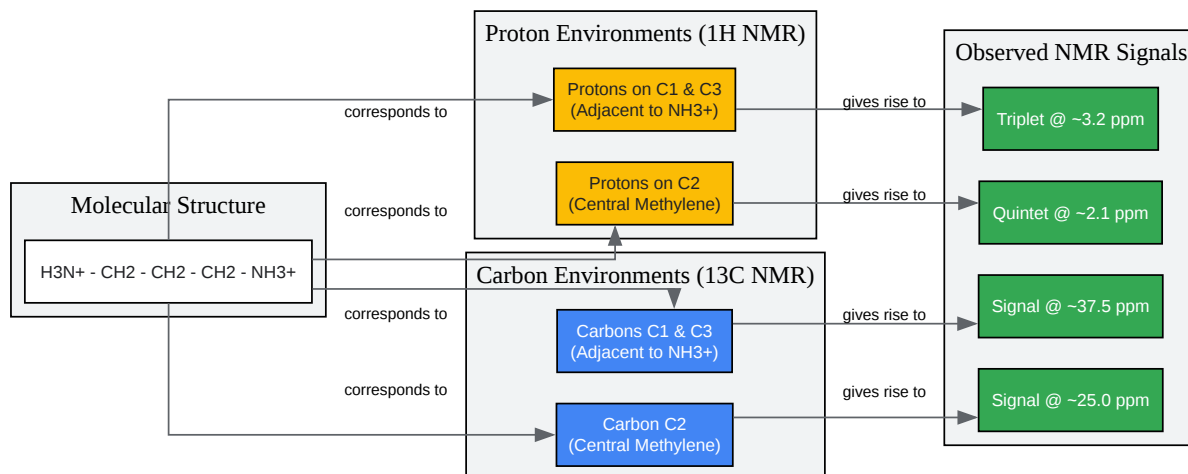 Molecular Structure
H3N+ - CH2 - CH2 - CH2 - NH3+
corresponds to
corresponds to
corresponds to
corresponds to
Proton Environments (1H NMR)
Protons on C1 & C3
(Adjacent to NH3+)
Protons on C2
(Central Methylene)
Carbon Environments (13C NMR)
Carbons C1 & C3
(Adjacent to NH3+)
Carbon C2
(Central Methylene)
gives rise to
gives rise to
gives rise to
gives rise to
Observed NMR Signals
Triplet @ ~3.2 ppm
Quintet @ ~2.1 ppm
Signal @ ~37.5 ppm
Signal @ ~25.0 ppm